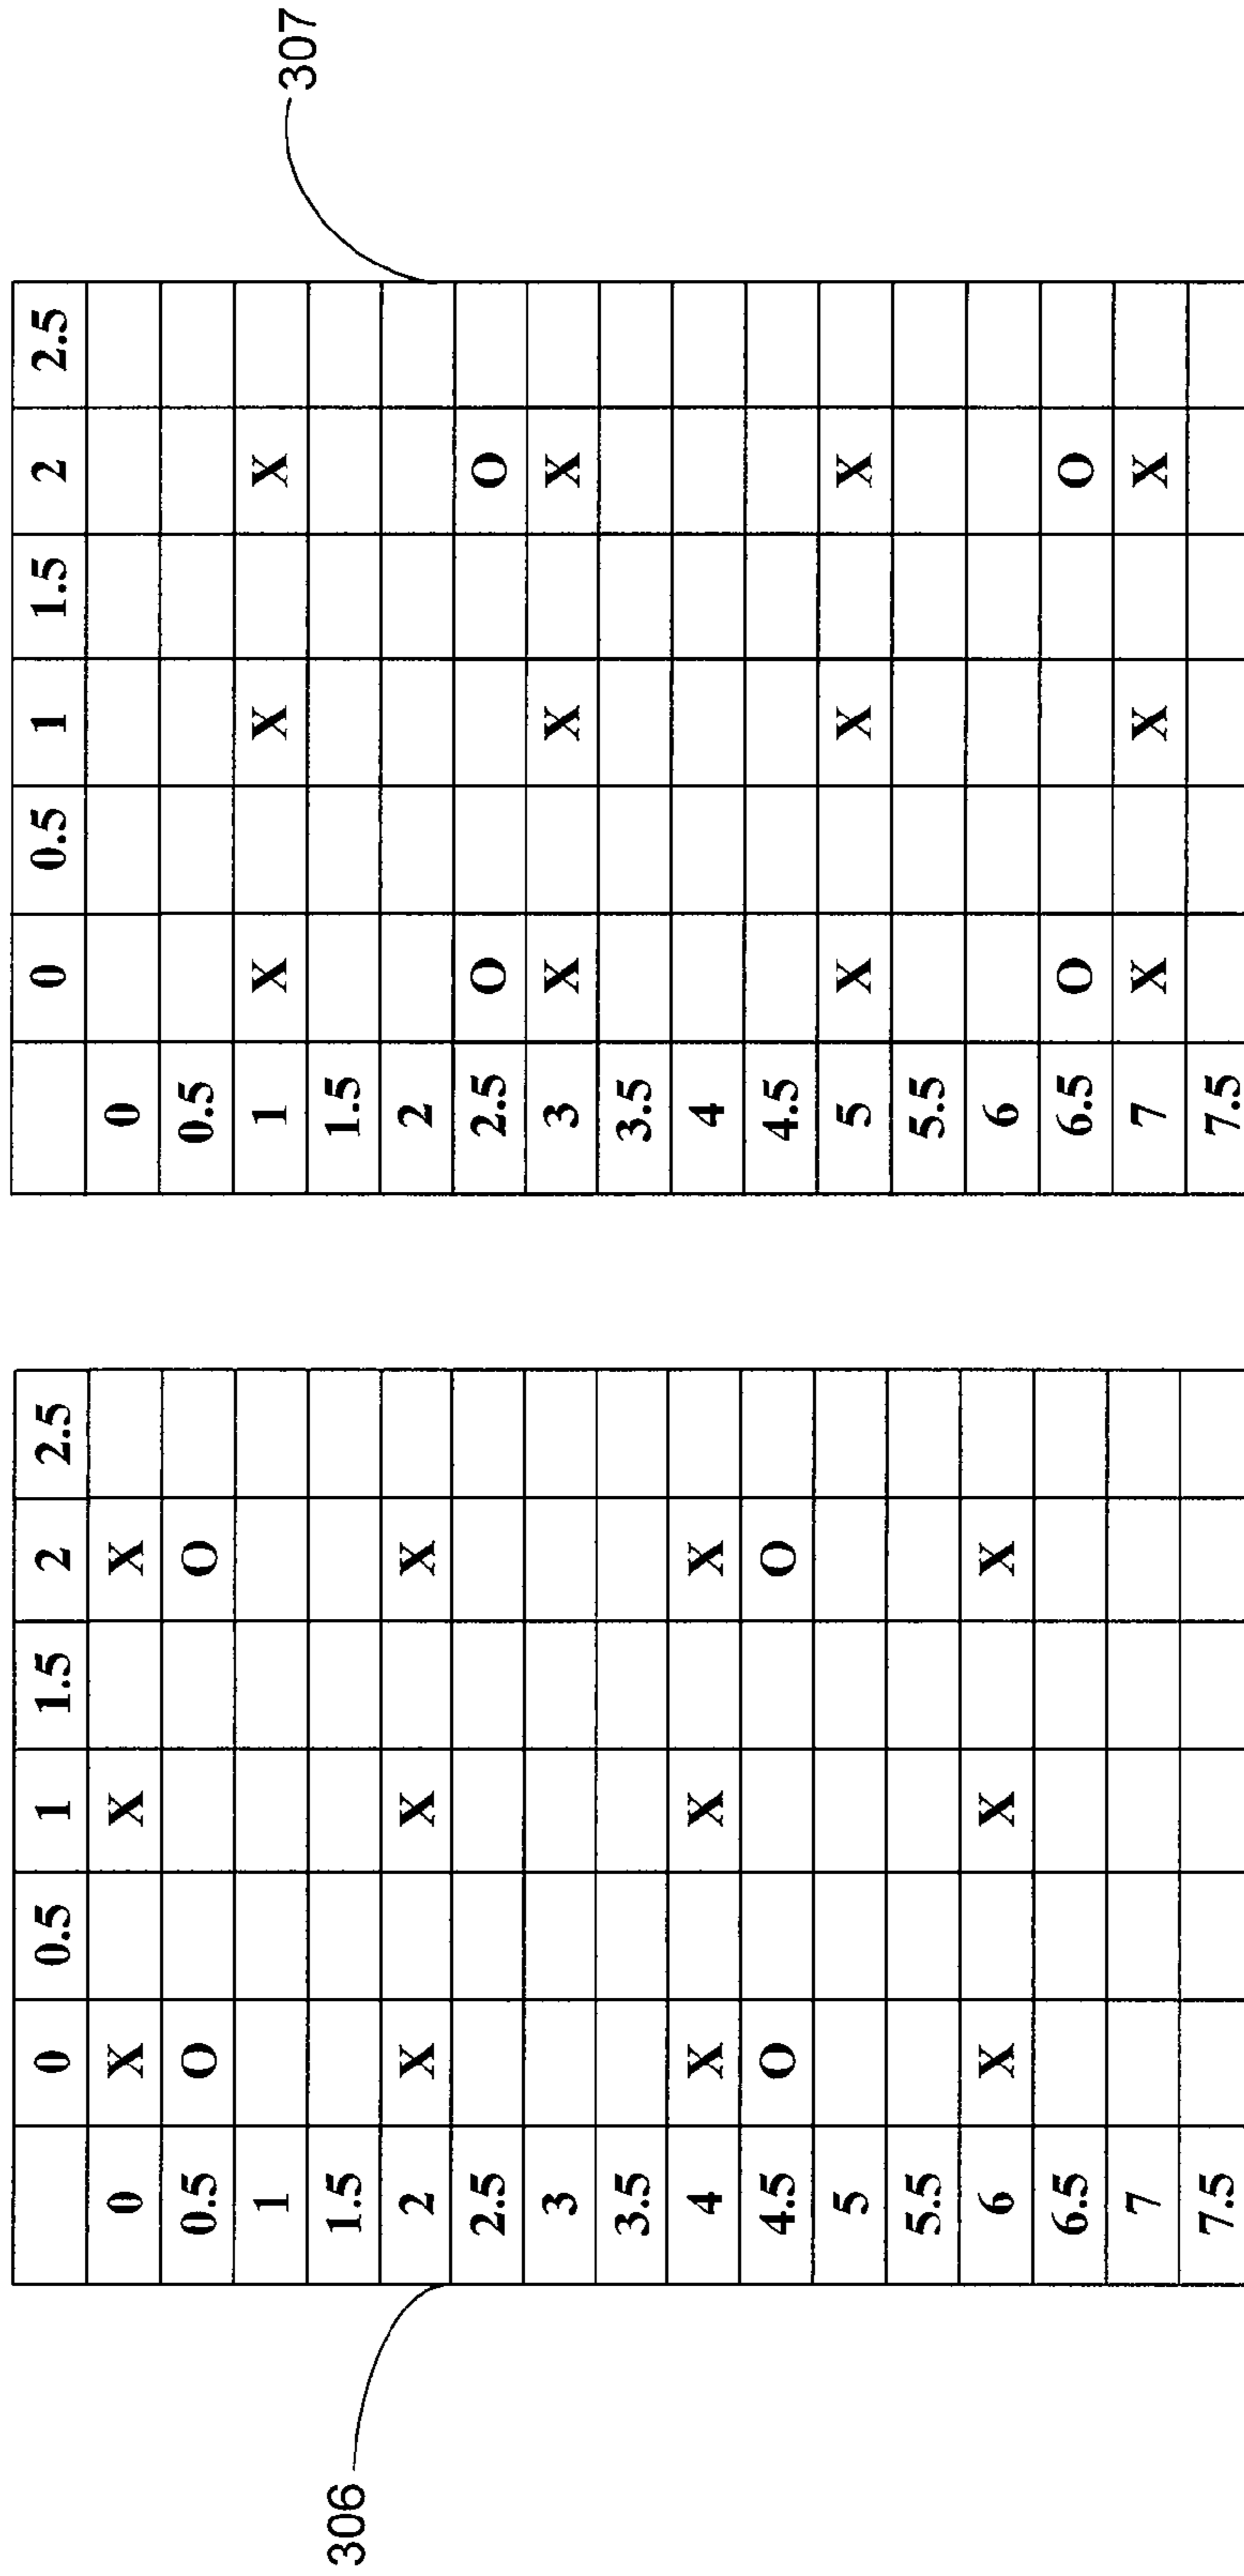 306
0 0.5 1 1.5 2 2.5
0 X X X
0.5 O O
1
1.5
2 X X X
2.5
3
3.5
4 X X X
4.5 O O
5
5.5
6 X X X
6.5
7
7.5
307
0 0.5 1 1.5 2 2.5
0
0.5
1 X X X
1.5
2
2.5 O O
3 X X X
3.5
4
4.5
5 X X X
5.5
6
6.5 O O
7 X X X
7.5